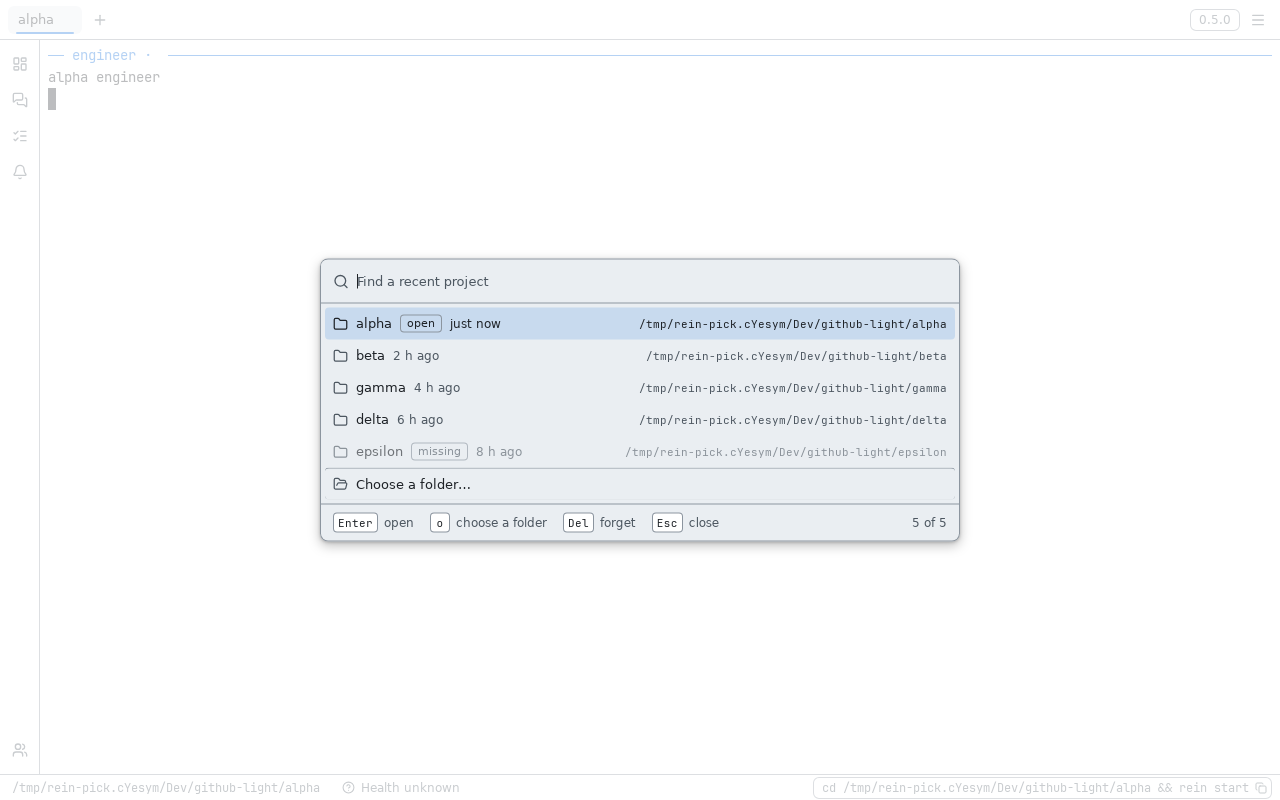 alpha
0.5.0
engineer ·
alpha engineer
Find a recent project
alpha open just now /tmp/rein-pick.cYesym/Dev/github-light/alpha
beta 2 h ago /tmp/rein-pick.cYesym/Dev/github-light/beta
gamma 4 h ago /tmp/rein-pick.cYesym/Dev/github-light/gamma
delta 6 h ago /tmp/rein-pick.cYesym/Dev/github-light/delta
epsilon missing 8 h ago /tmp/rein-pick.cYesym/Dev/github-light/epsilon
Choose a folder...
Enter open o choose a folder Del forget Esc close 5 of 5
/tmp/rein-pick.cYesym/Dev/github-light/alpha Health unknown cd /tmp/rein-pick.cYesym/Dev/github-light/alpha && rein start